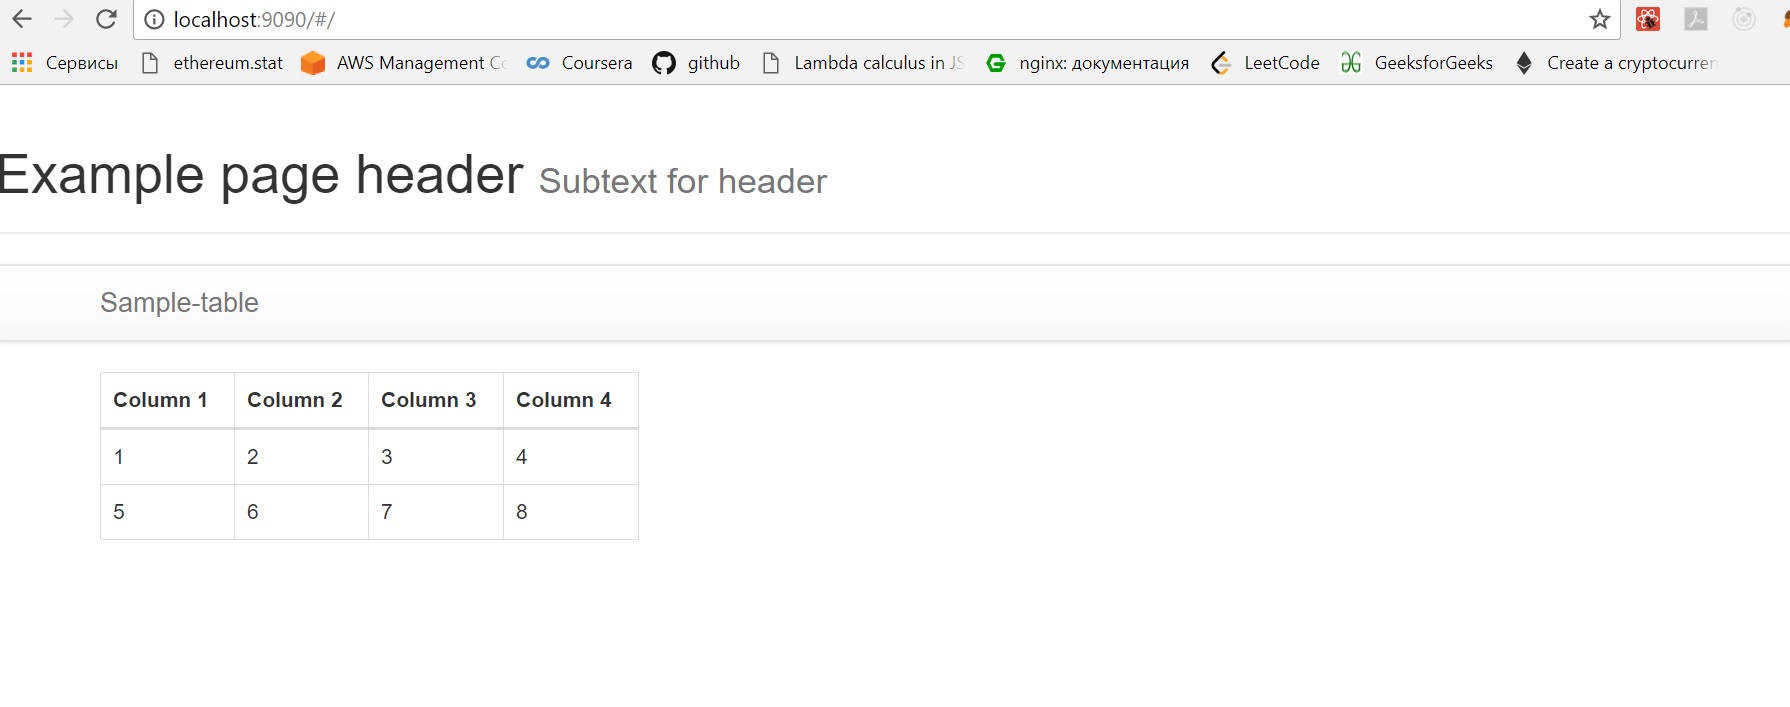 localhost:9090/#/
Сервисы ethereum.stat AWS Management Coursera github Lambda calculus in JS nginx: документация LeetCode GeeksforGeeks Create a
Example page header Subtext for header
Sample-table
Column 1 Column 2 Column 3 Column 4
1 2 3 4
5 6 7 8